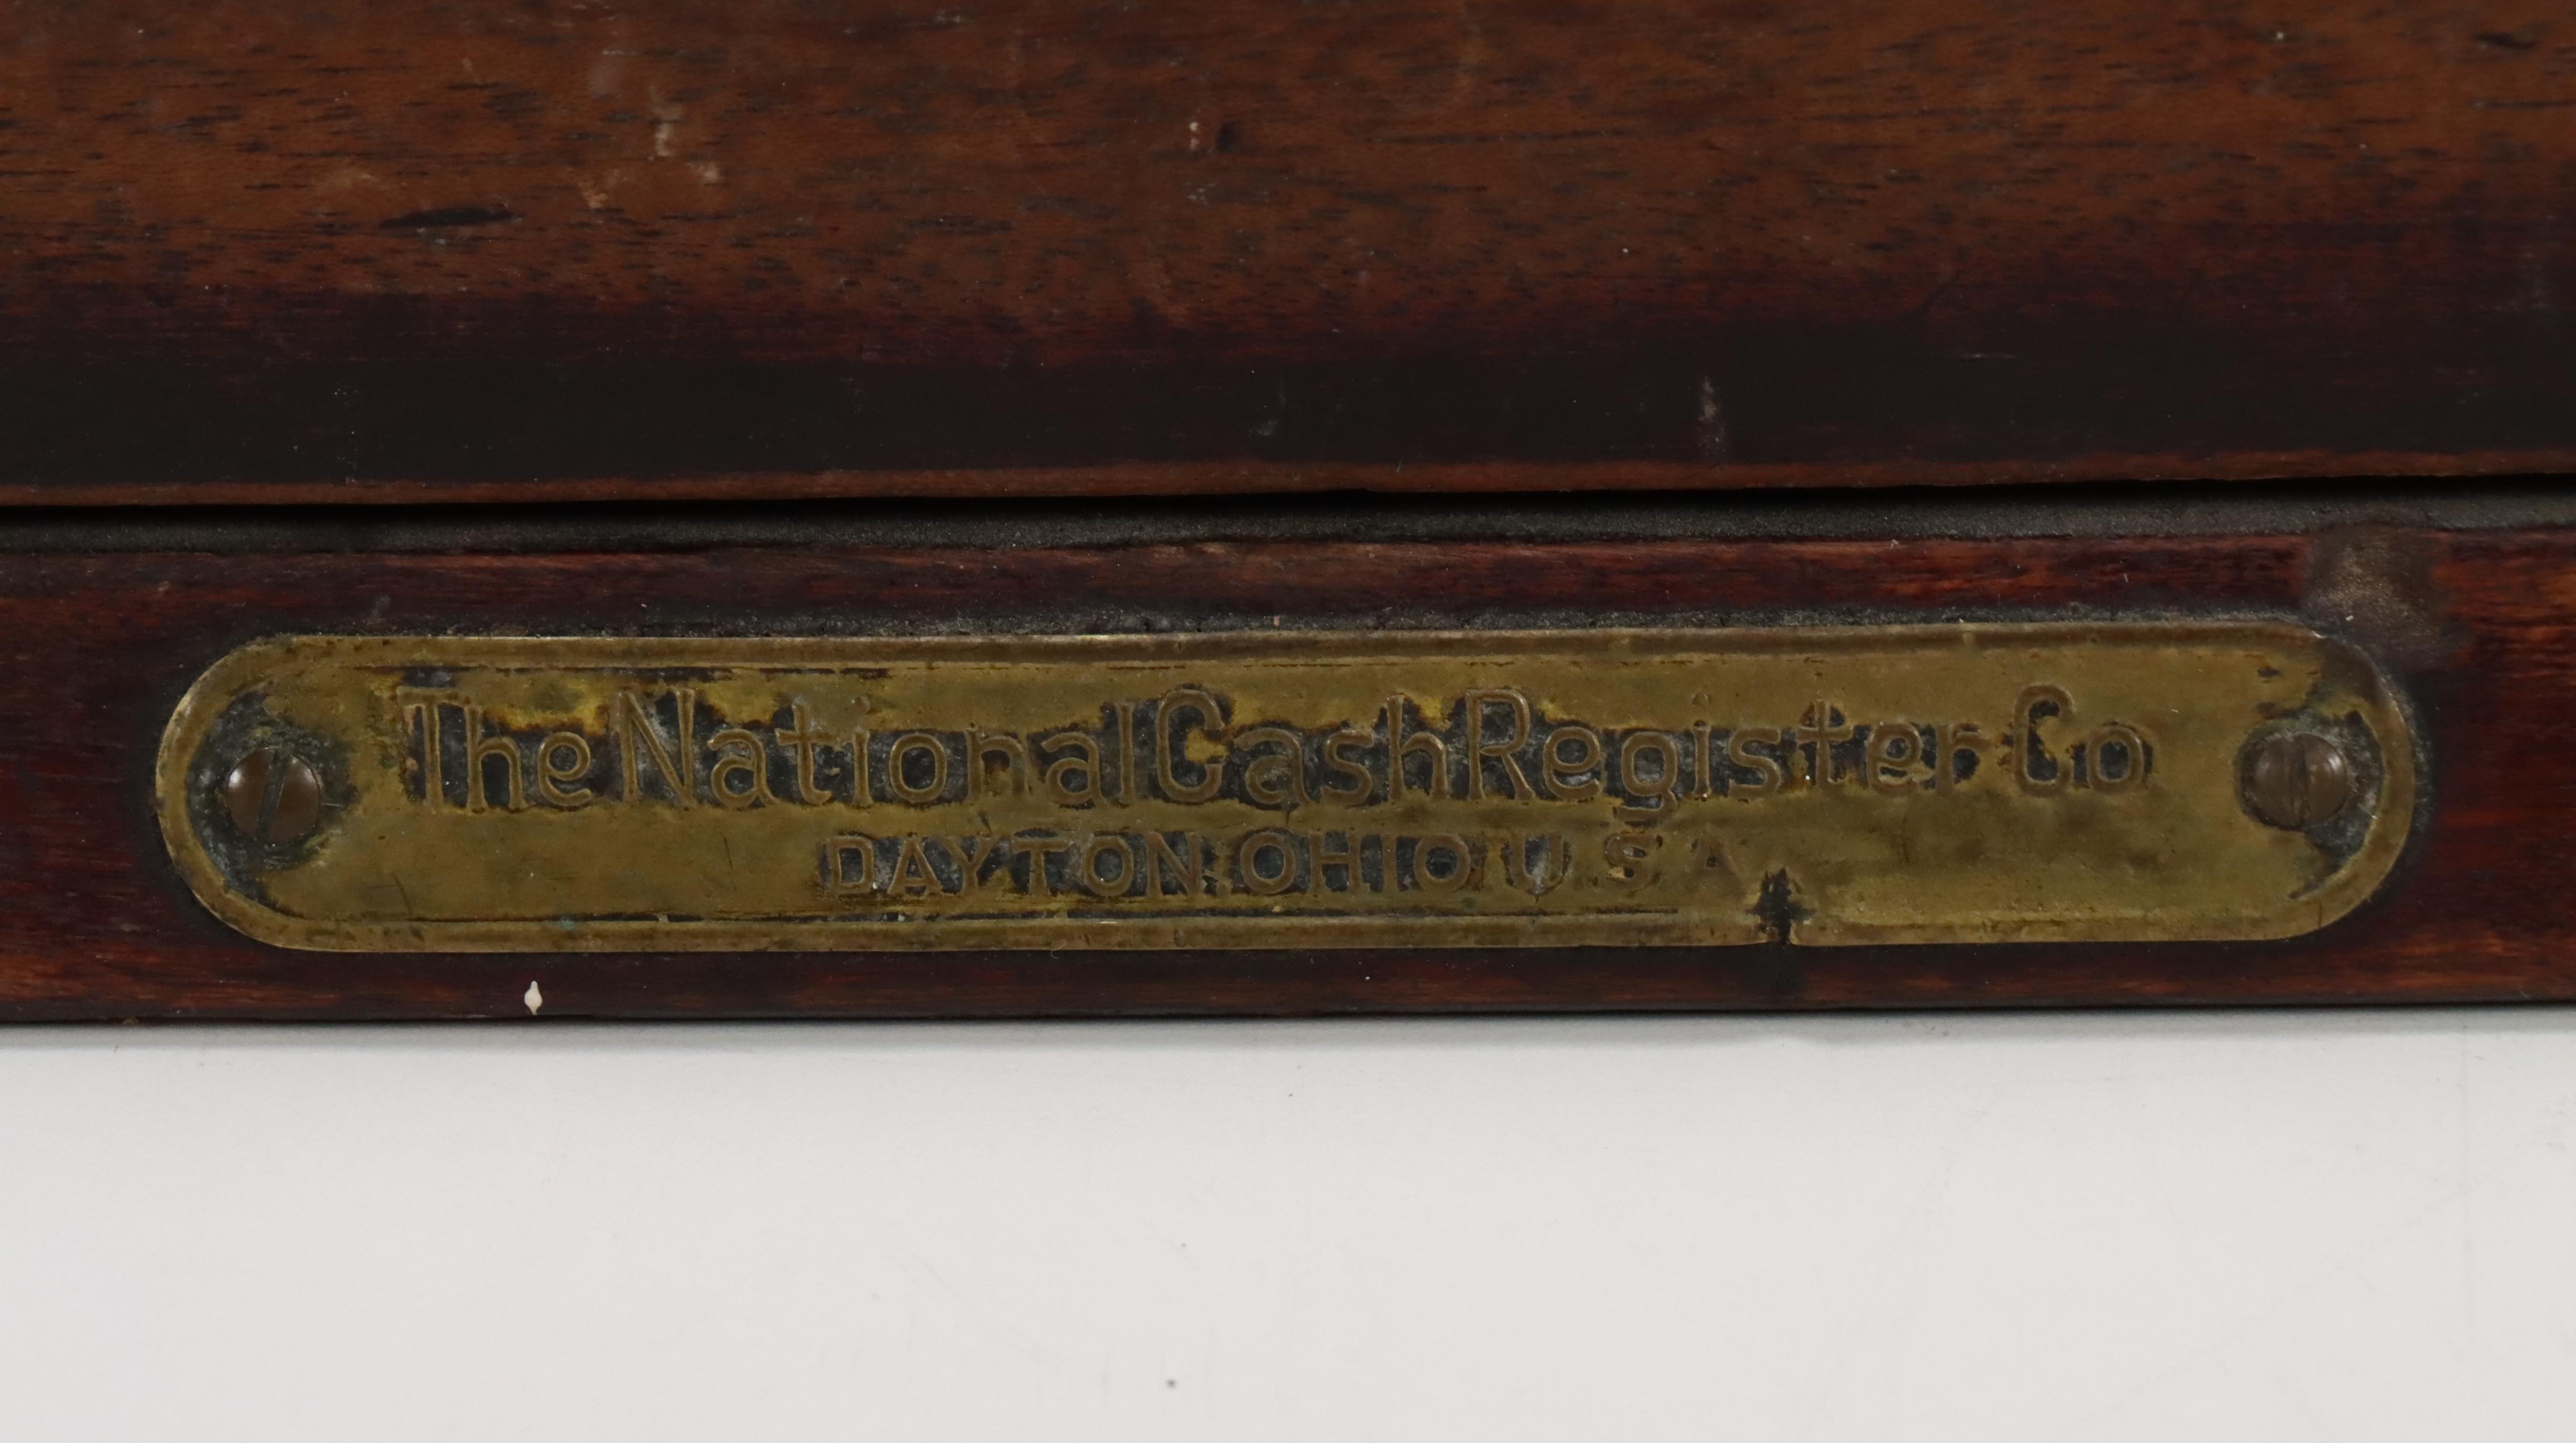 The National Cash Register Co
DAYTON. OHIO. U.S.A